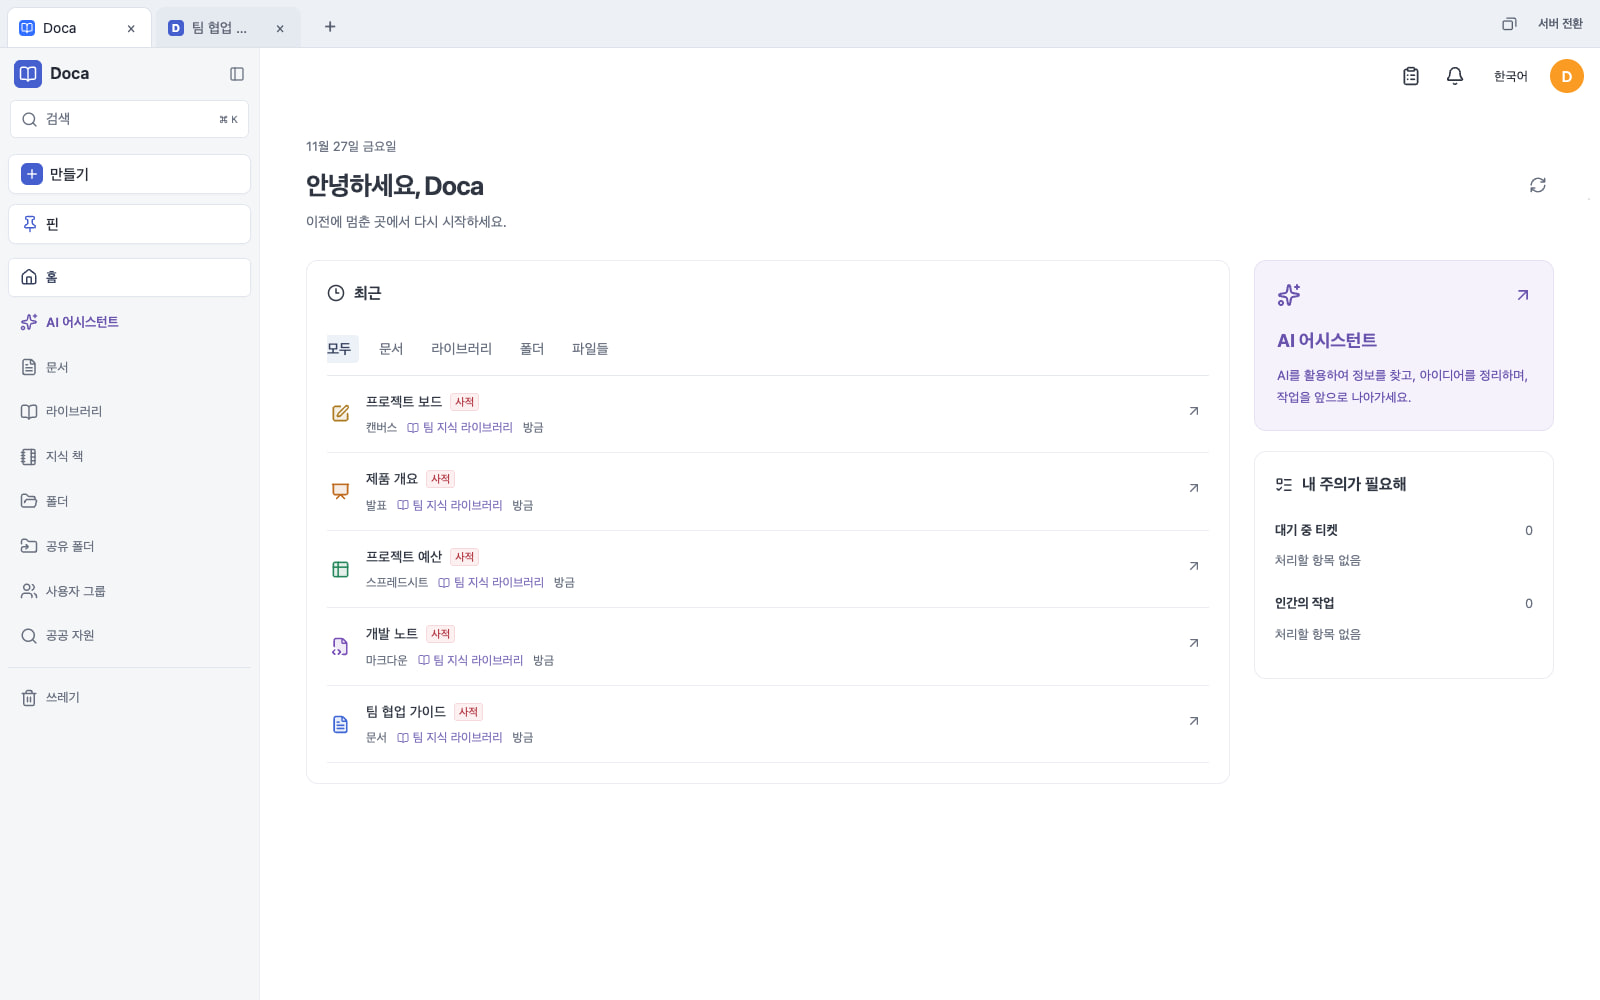 Doca
팀 협업 ...
서버 전환
Doca
검색
⌘ K
만들기
핀
홈
AI 어시스턴트
문서
라이브러리
지식 책
폴더
공유 폴더
사용자 그룹
공공 자원
쓰레기
한국어
D
11월 27일 금요일
안녕하세요, Doca
이전에 멈춘 곳에서 다시 시작하세요.
최근
모두 문서 라이브러리 폴더 파일들
프로젝트 보드 사적
캔버스 팀 지식 라이브러리 방금
제품 개요 사적
발표 팀 지식 라이브러리 방금
프로젝트 예산 사적
스프레드시트 팀 지식 라이브러리 방금
개발 노트 사적
마크다운 팀 지식 라이브러리 방금
팀 협업 가이드 사적
문서 팀 지식 라이브러리 방금
AI 어시스턴트
AI를 활용하여 정보를 찾고, 아이디어를 정리하며,
작업을 앞으로 나아가세요.
내 주의가 필요해
대기 중 티켓 0
처리할 항목 없음
인간의 작업 0
처리할 항목 없음